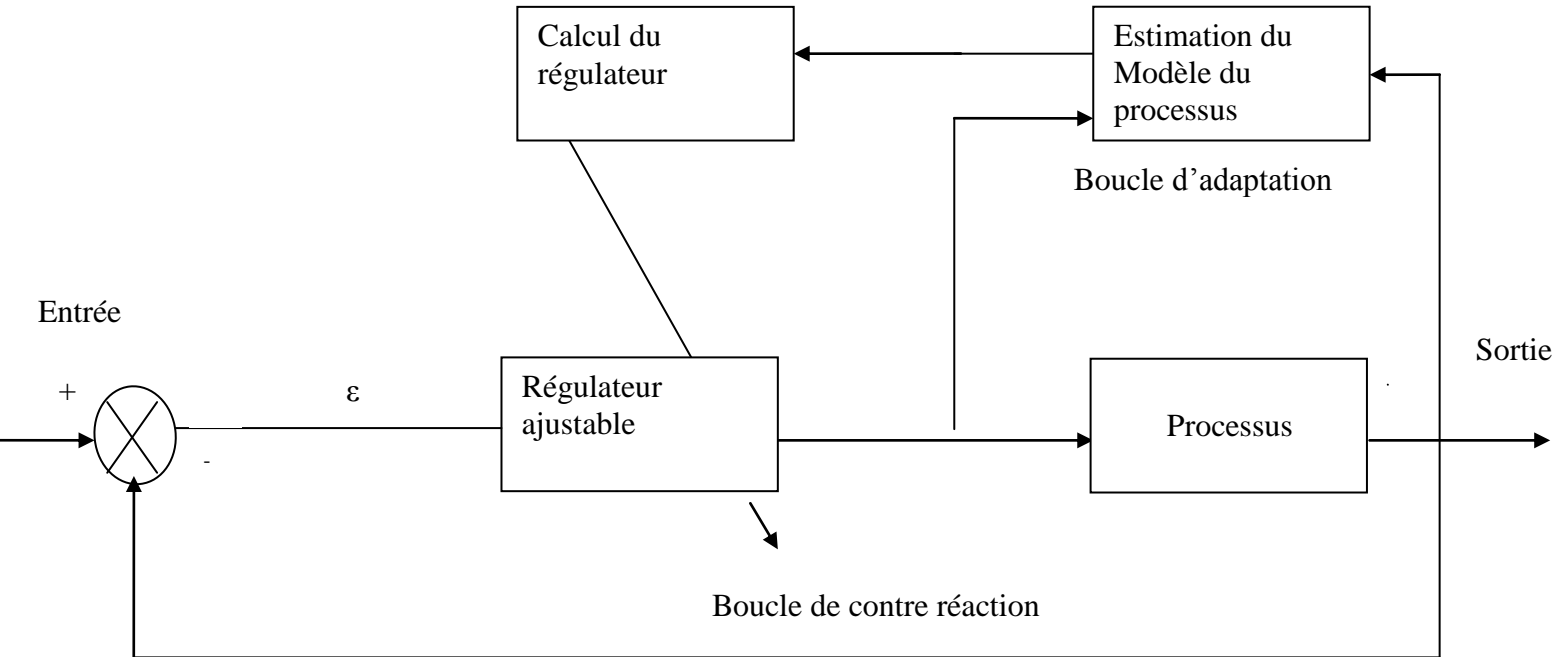 Calcul du
régulateur
Estimation du
Modèle du
processus
Boucle d’adaptation
Entrée
Sortie
+
ε
-
Régulateur
ajustable
Processus
Boucle de contre réaction